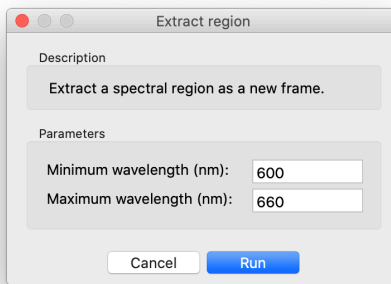 Extract region
Description
Extract a spectral region as a new frame.
Parameters
Minimum wavelength (nm): 600
Maximum wavelength (nm): 660
Cancel Run